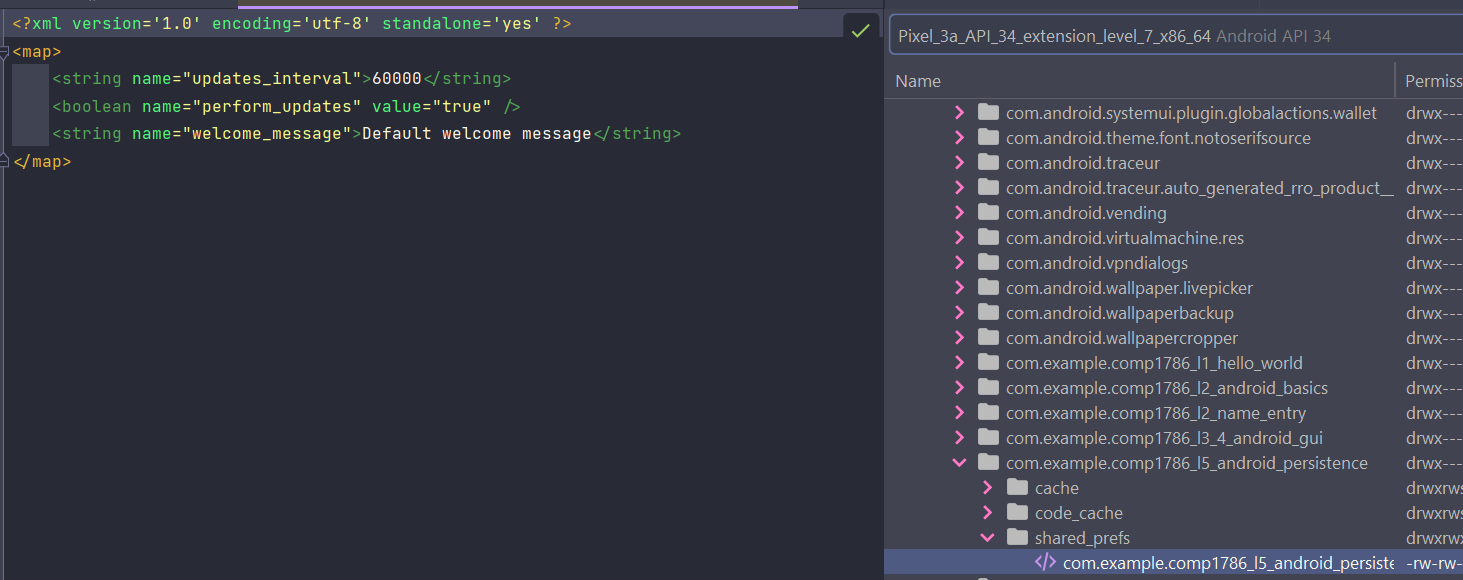 <?xml version='1.0' encoding='utf-8' standalone='yes' ?>
<map>
<string name="updates_interval">60000</string>
<boolean name="perform_updates" value="true" />
<string name="welcome_message">Default welcome message</string>
</map>
Pixel_3a_API_34_extension_level_7_x86_64 Android API 34
Name Permiss
com.android.systemui.plugin.globalactions.wallet drwx---
com.android.theme.font.notoserifsource drwx---
com.android.traceur drwx---
com.android.traceur.auto_generated_rro_product__ drwx---
com.android.vending drwx---
com.android.virtualmachine.res drwx---
com.android.vpndialogs drwx---
com.android.wallpaper.livepicker drwx---
com.android.wallpaperbackup drwx---
com.android.wallpapercropper drwx---
com.example.comp1786_l1_hello_world drwx---
com.example.comp1786_l2_android_basics drwx---
com.example.comp1786_l2_name_entry drwx---
com.example.comp1786_l3_4_android_gui drwx---
com.example.comp1786_l5_android_persistence drwx---
cache drwxrws
code_cache drwxrws
shared_prefs drwxrwx
</> com.example.comp1786_l5_android_persiste -rw-rw-